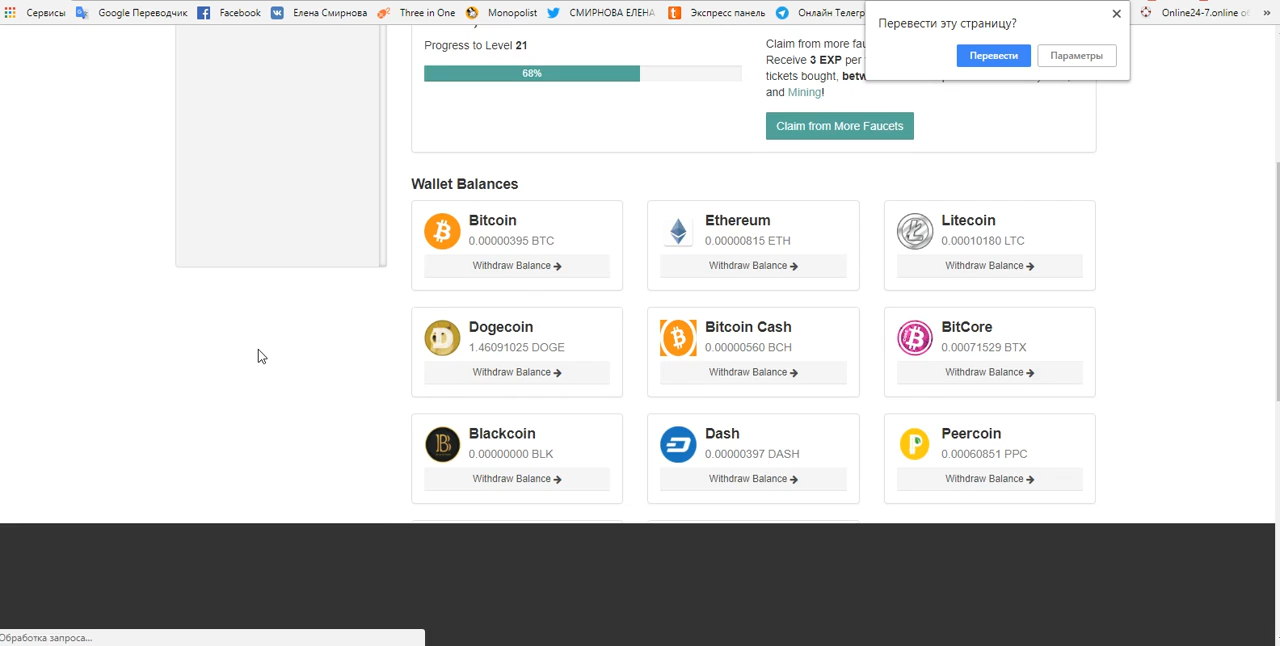 Сервисы Google Переводчик Facebook Елена Смирнова Three in One Monopolist СМИРНОВА ЕЛЕНА Экспресс панель Онлайн Телегр Online24-7.online »
Перевести эту страницу?
Перевести Параметры
Progress to Level 21
68%
Claim from more fau
Receive 3 EXP per
tickets bought, betw
and Mining!
Claim from More Faucets
Wallet Balances
Bitcoin
0.00000395 BTC
Withdraw Balance
Ethereum
0.00000815 ETH
Withdraw Balance
Litecoin
0.00010180 LTC
Withdraw Balance
Dogecoin
1.46091025 DOGE
Withdraw Balance
Bitcoin Cash
0.00000560 BCH
Withdraw Balance
BitCore
0.00071529 BTX
Withdraw Balance
Blackcoin
0.00000000 BLK
Withdraw Balance
Dash
0.00000397 DASH
Withdraw Balance
Peercoin
0.00060851 PPC
Withdraw Balance
Обработка запроса...